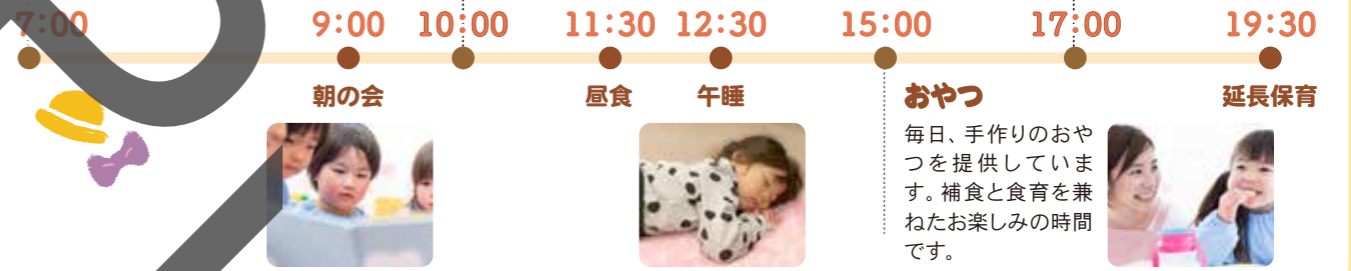 7:00 9:00 10:00 11:30 12:30 15:00 17:00 19:30
朝の会 昼食 午睡 おやつ 延長保育
毎日、手作りのおや
つを提供していま
す。補食と食育を兼
ねたお楽しみの時間
です。